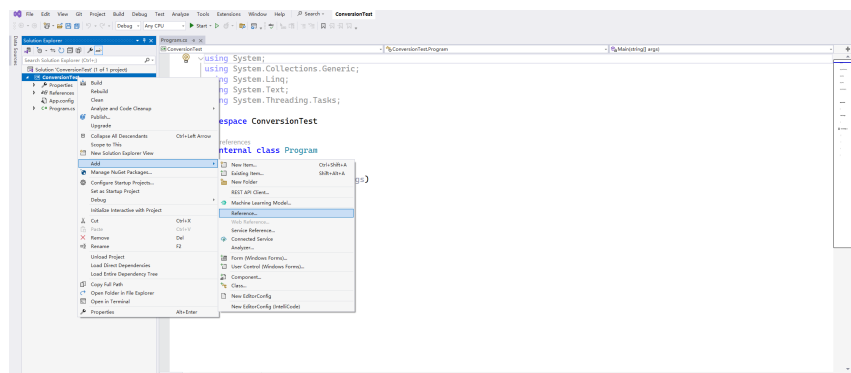 File Edit View Git Project Build Debug Test Analyze Tools Extensions Window Help Search ConversionTest
Debug Any CPU Start
Data Sources
Solution Explorer
Search Solution Explorer (Ctrl+;)
Solution 'ConversionTest' (1 of 1 project)
ConversionTest
Properties
References
App.config
Program.cs
Program.cs
ConversionTest ConversionTest.Program Main(string[] args)
using System;
using System.Collections.Generic;
ng System.Linq;
ng System.Text;
ng System.Threading.Tasks;
espace ConversionTest
references
nternal class Program
gs)
Build
Rebuild
Clean
Analyze and Code Cleanup
Publish...
Upgrade
Collapse All Descendants Ctrl+Left Arrow
Scope to This
New Solution Explorer View
Add
Manage NuGet Packages...
Configure Startup Projects...
Set as Startup Project
Debug
Initialize Interactive with Project
Cut Ctrl+X
Paste Ctrl+V
Remove Del
Rename F2
Unload Project
Load Direct Dependencies
Load Entire Dependency Tree
Copy Full Path
Open Folder in File Explorer
Open in Terminal
Properties Alt+Enter
New Item... Ctrl+Shift+A
Existing Item... Shift+Alt+A
New Folder
REST API Client...
Machine Learning Model...
Reference...
Web Reference...
Service Reference...
Connected Service
Analyzer...
Form (Windows Forms)...
User Control (Windows Forms)...
Component...
Class...
New EditorConfig
New EditorConfig (IntelliCode)